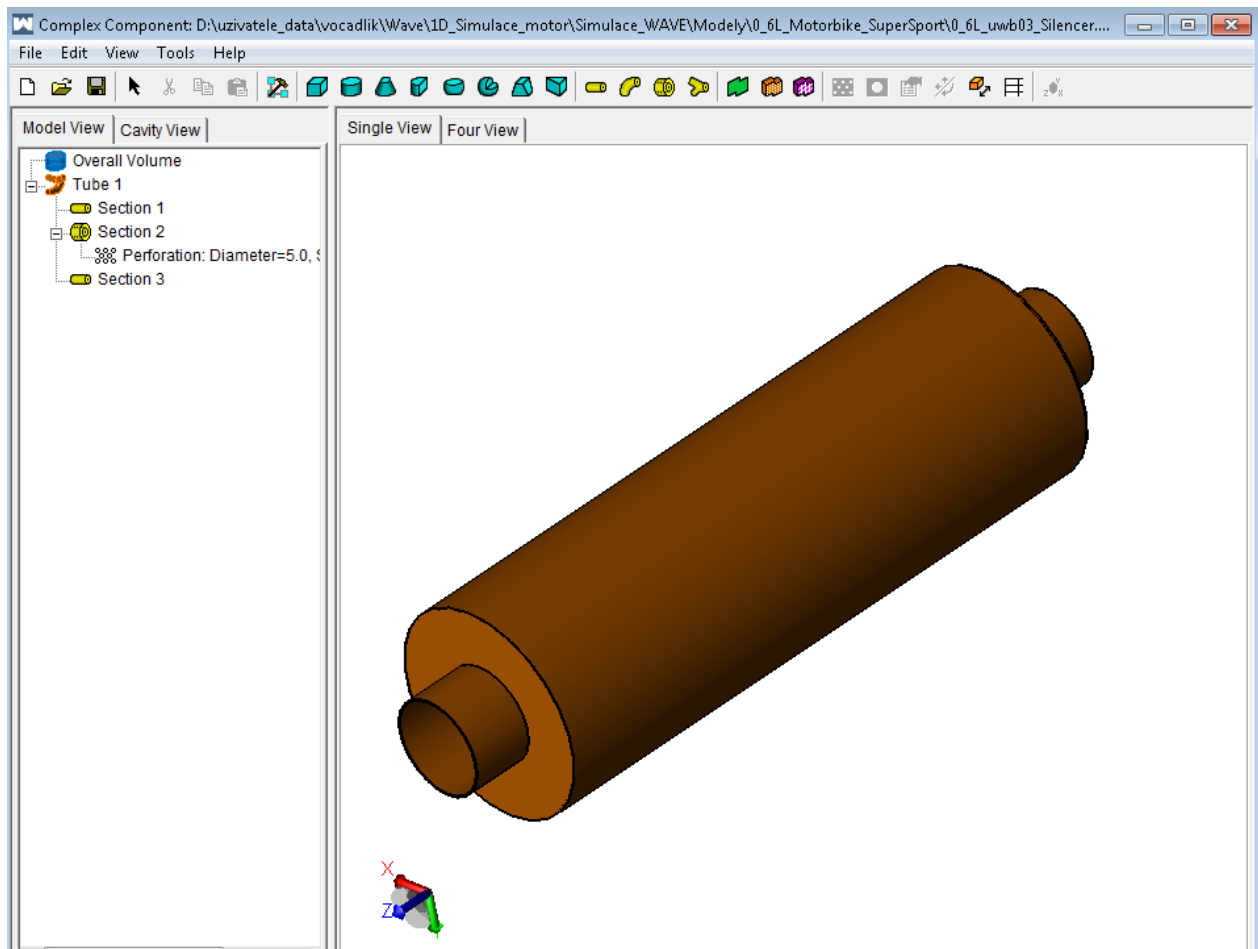 Complex Component: D:\uzivatele_data\vocadlik\Wave\1D_Simulace_motor\Simulace_WAVE\Modely\0_6L_Motorbike_SuperSport\0_6L_uwb03_Silencer....
File Edit View Tools Help
Model View Cavity View
Single View Four View
Overall Volume
Tube 1
Section 1
Section 2
Perforation: Diameter=5.0,
Section 3
X
Z